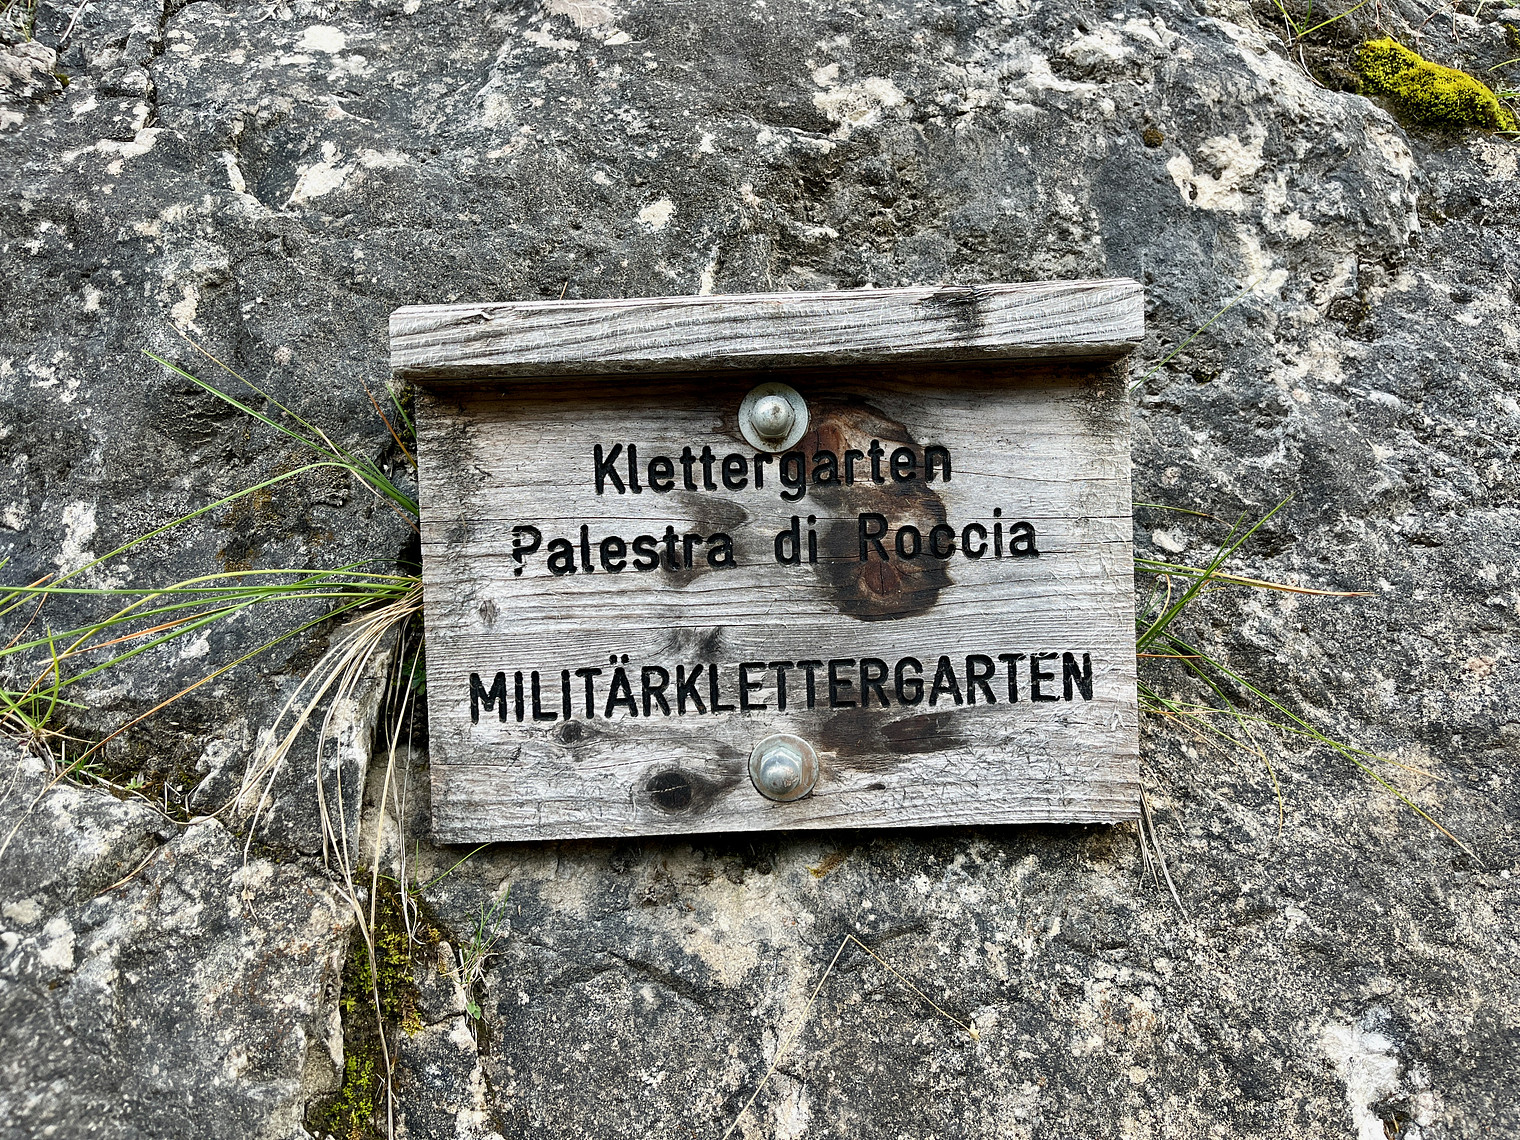 Klettergarten
Palestra di Roccia
MILITÄRKLETTERGARTEN